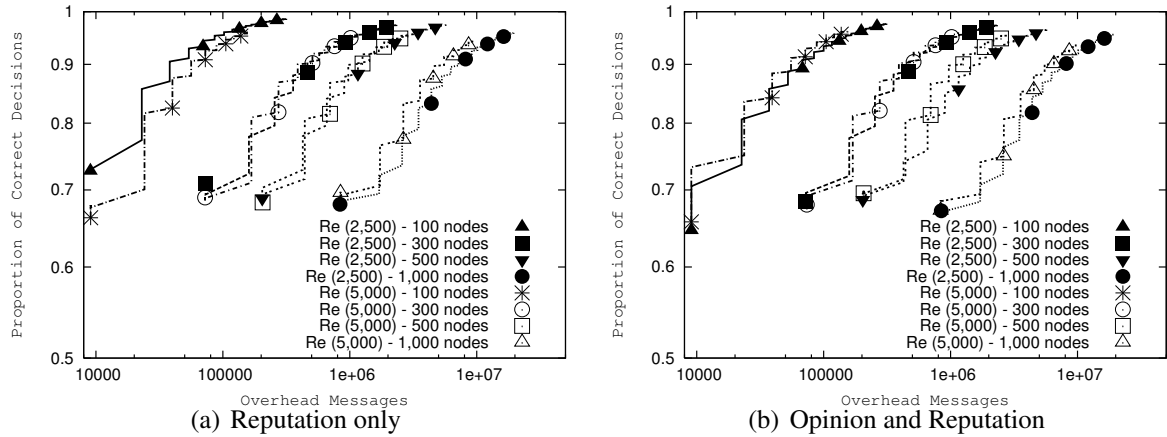 1
0.9
0.8
0.7
0.6
0.5
Proportion of Correct Decisions
Re (2,500) - 100 nodes
Re (2,500) - 300 nodes
Re (2,500) - 500 nodes
Re (2,500) - 1,000 nodes
Re (5,000) - 100 nodes
Re (5,000) - 300 nodes
Re (5,000) - 500 nodes
Re (5,000) - 1,000 nodes
10000 100000 1e+06 1e+07
Overhead Messages
(a) Reputation only
1
0.9
0.8
0.7
0.6
0.5
Proportion of Correct Decisions
Re (2,500) - 100 nodes
Re (2,500) - 300 nodes
Re (2,500) - 500 nodes
Re (2,500) - 1,000 nodes
Re (5,000) - 100 nodes
Re (5,000) - 300 nodes
Re (5,000) - 500 nodes
Re (5,000) - 1,000 nodes
10000 100000 1e+06 1e+07
Overhead Messages
(b) Opinion and Reputation